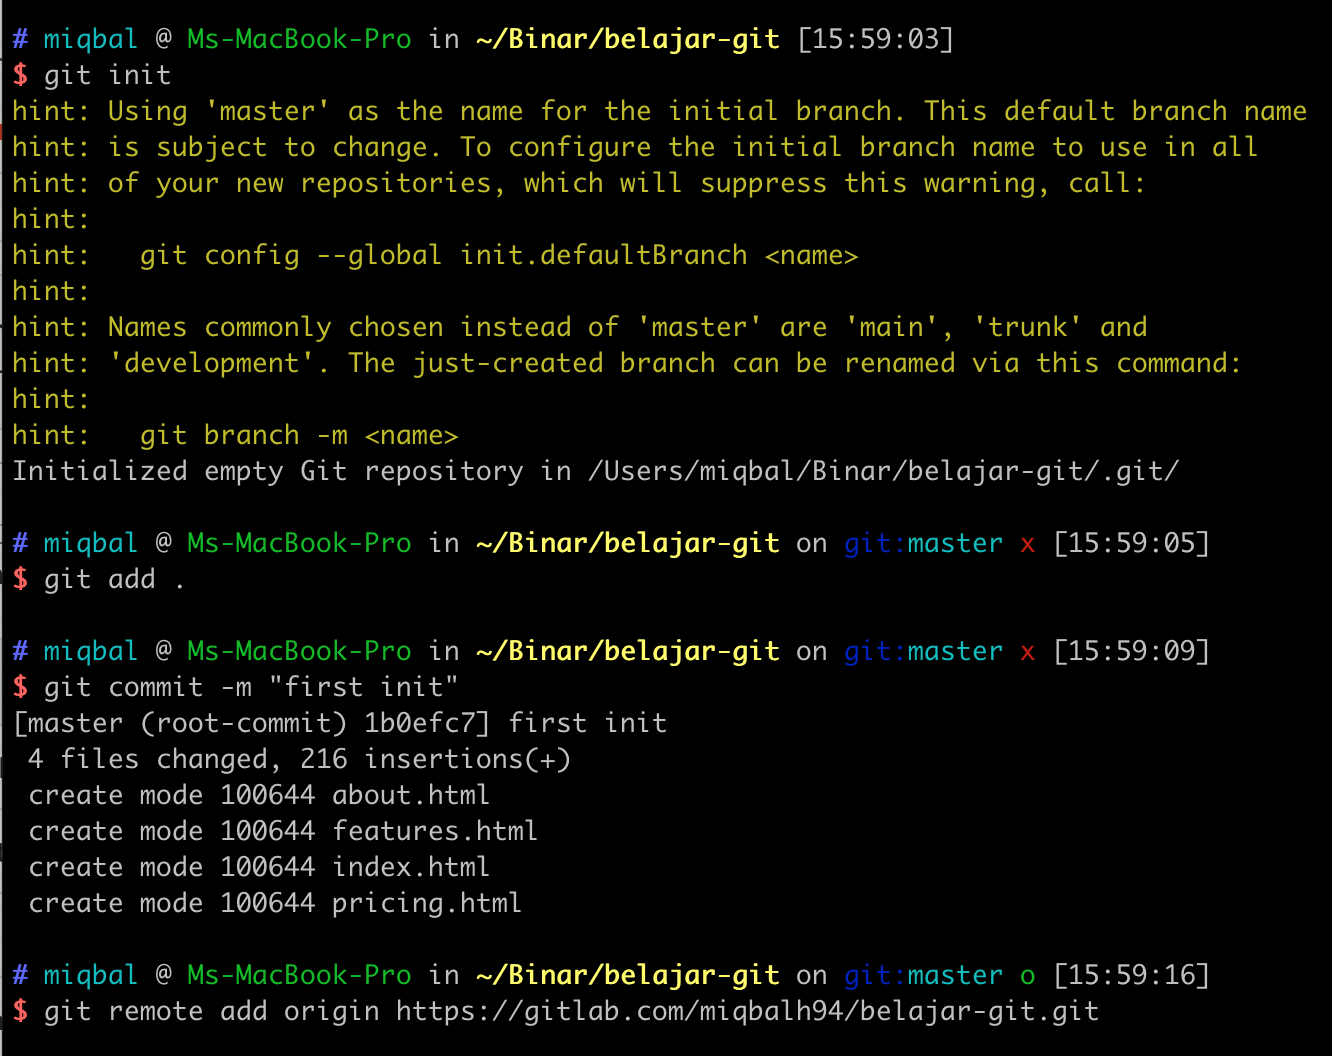 # miqbal @ Ms-MacBook-Pro in ~/Binar/belajar-git [15:59:03]
$ git init
hint: Using 'master' as the name for the initial branch. This default branch name
hint: is subject to change. To configure the initial branch name to use in all
hint: of your new repositories, which will suppress this warning, call:
hint:
hint:   git config --global init.defaultBranch <name>
hint:
hint: Names commonly chosen instead of 'master' are 'main', 'trunk' and
hint: 'development'. The just-created branch can be renamed via this command:
hint:
hint:   git branch -m <name>
Initialized empty Git repository in /Users/miqbal/Binar/belajar-git/.git/

# miqbal @ Ms-MacBook-Pro in ~/Binar/belajar-git on git:master x [15:59:05]
$ git add .

# miqbal @ Ms-MacBook-Pro in ~/Binar/belajar-git on git:master x [15:59:09]
$ git commit -m "first init"
[master (root-commit) 1b0efc7] first init
 4 files changed, 216 insertions(+)
 create mode 100644 about.html
 create mode 100644 features.html
 create mode 100644 index.html
 create mode 100644 pricing.html

# miqbal @ Ms-MacBook-Pro in ~/Binar/belajar-git on git:master o [15:59:16]
$ git remote add origin https://gitlab.com/miqbalh94/belajar-git.git